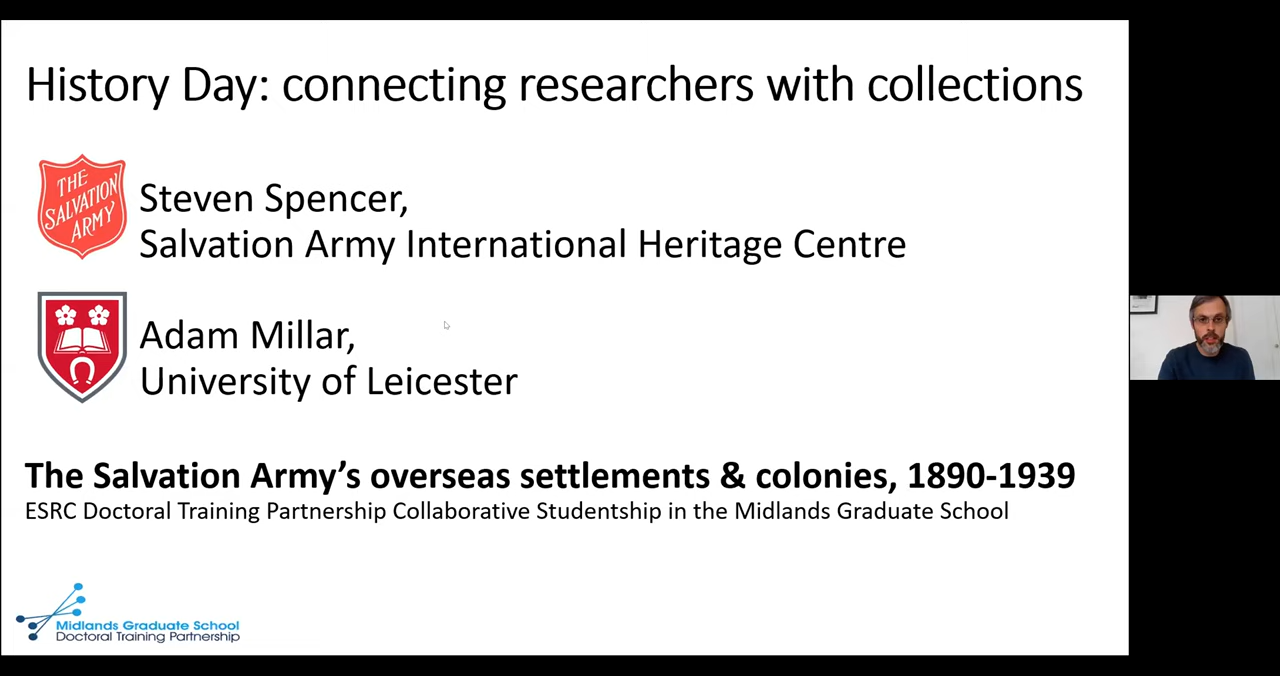 History Day: connecting researchers with collections
THE
SALVATION
ARMY
Steven Spencer,
Salvation Army International Heritage Centre
Adam Millar,
University of Leicester
The Salvation Army’s overseas settlements & colonies, 1890-1939
ESRC Doctoral Training Partnership Collaborative Studentship in the Midlands Graduate School
Midlands Graduate School
Doctoral Training Partnership